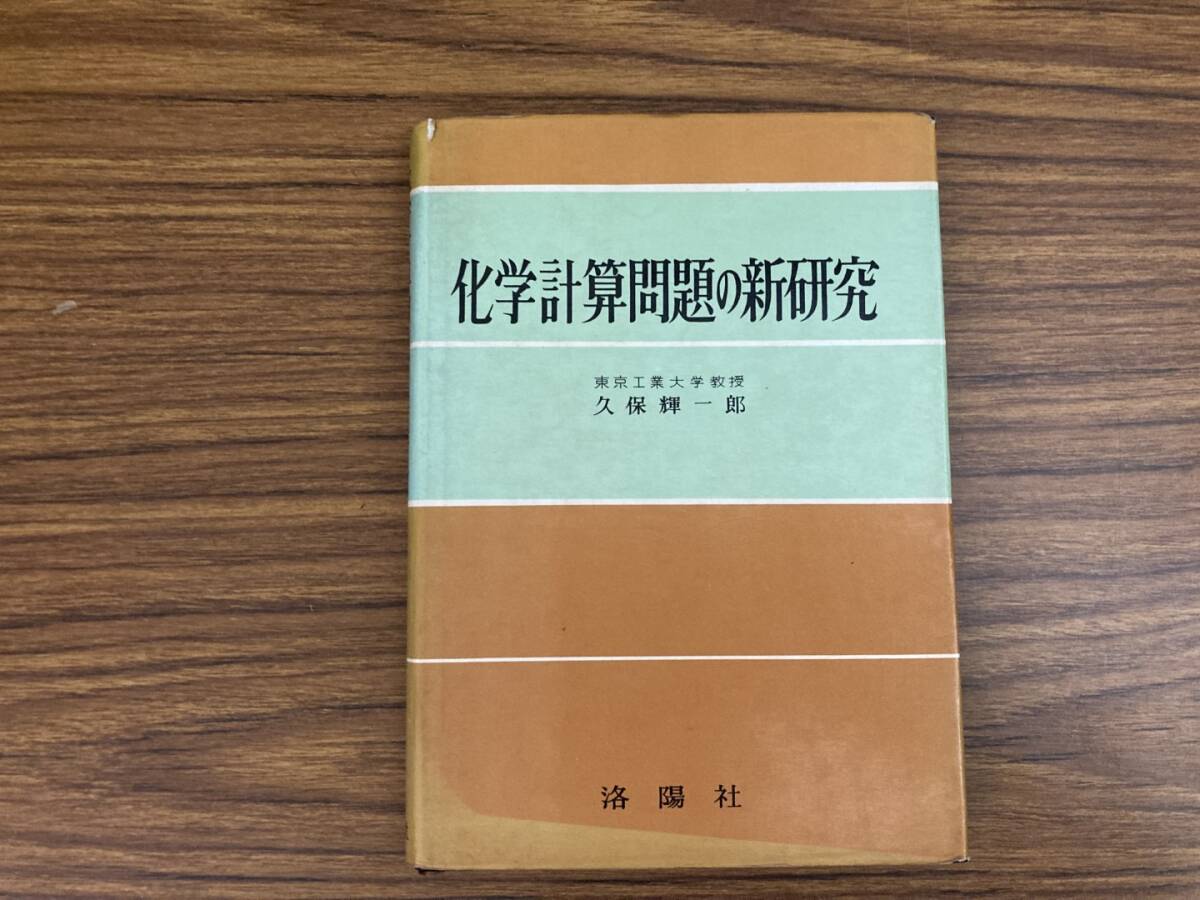 化学計算問題の新研究
東京工業大学教授
久保輝一郎
洛陽社